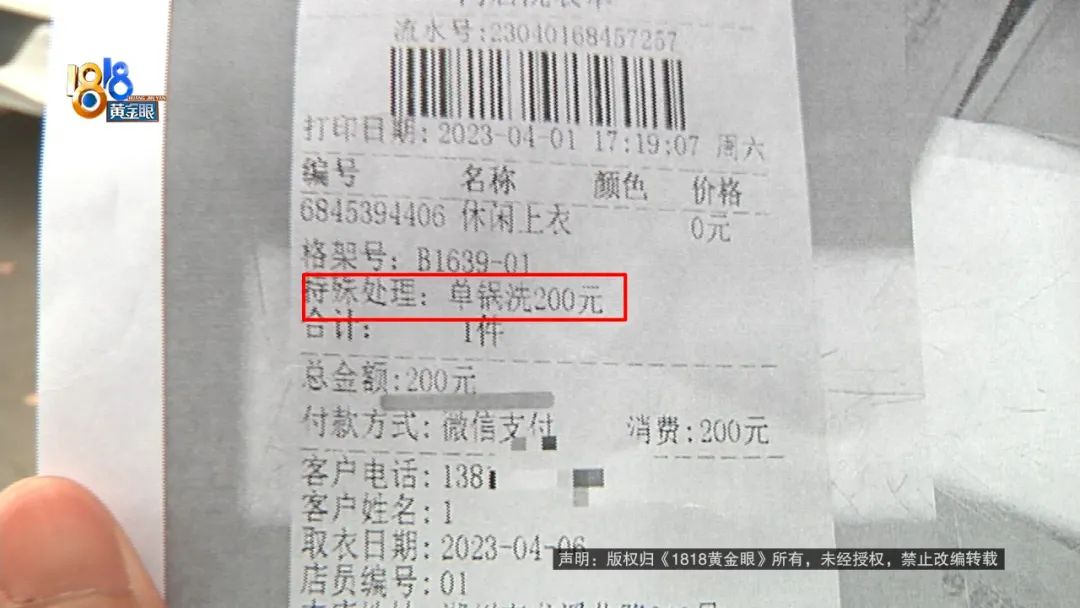 1818
黄金眼
流水号:23040168457257
打印日期: 2023-04-01 17:19:07 周六
编号 名称 颜色 价格
6845394406 休闲上衣 0元
格架号: B1639-01
特殊处理: 单锅洗200元
合计: 1件
总金额:200元
付款方式: 微信支付 消费:200元
客户电话: 138
客户姓名: 1
取衣日期: 2023-04-06
店员编号: 01
声明：版权归《1818黄金眼》所有，未经授权，禁止改编转载